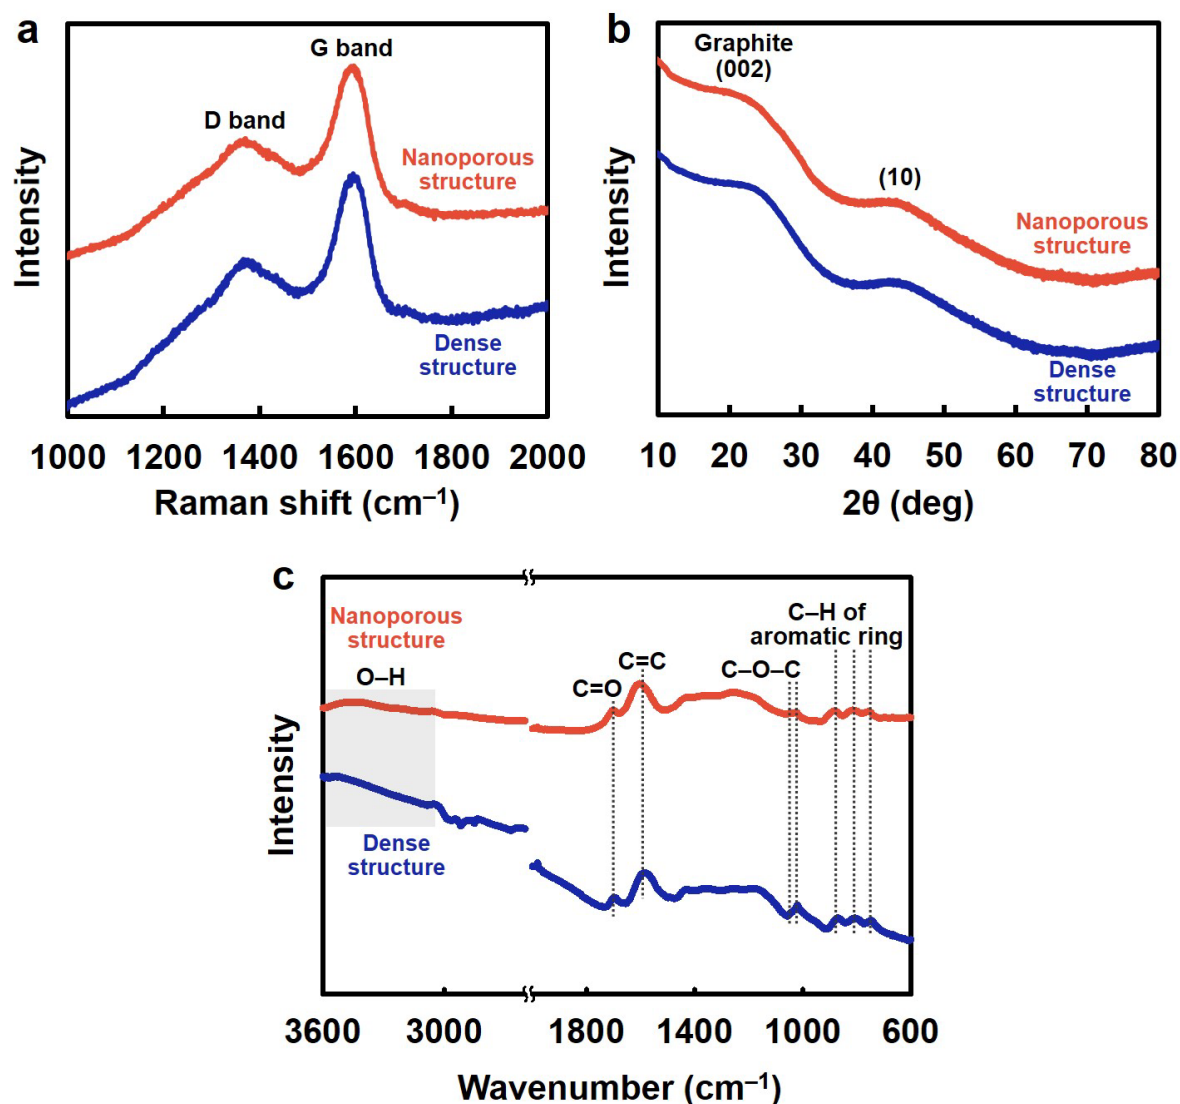 a
G band
D band
Nanoporous
structure
Dense
structure
Intensity
1000 1200 1400 1600 1800 2000
Raman shift (cm⁻¹)
b
Graphite
(002)
(10)
Nanoporous
structure
Dense
structure
Intensity
10 20 30 40 50 60 70 80
2θ (deg)
c
Nanoporous
structure
O–H
C=O
C=C
C–O–C
C–H of
aromatic ring
Dense
structure
Intensity
3600 3000 1800 1400 1000 600
Wavenumber (cm⁻¹)